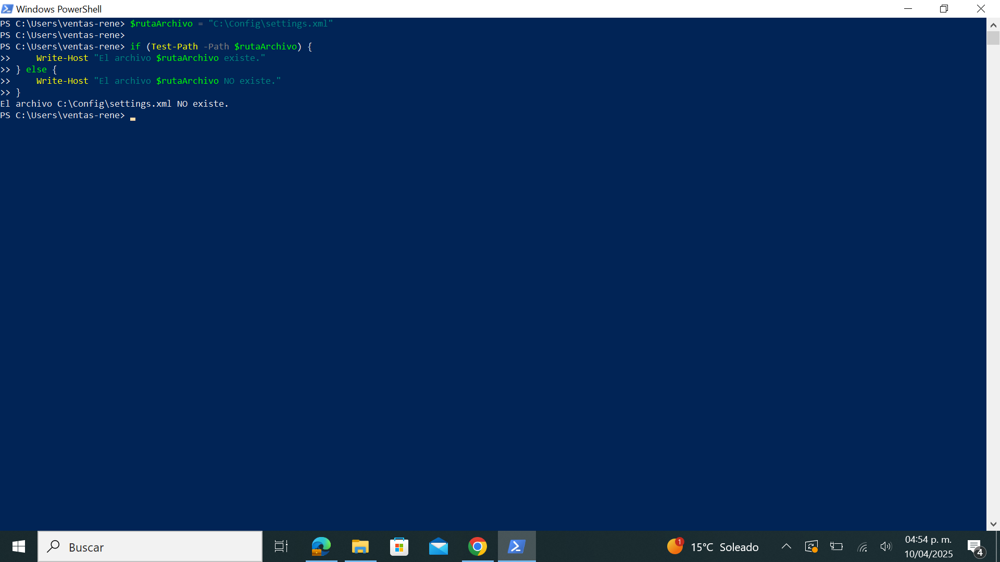 Windows PowerShell
PS C:\Users\ventas-rene> $rutaArchivo = "C:\Config\settings.xml"
PS C:\Users\ventas-rene>
PS C:\Users\ventas-rene> if (Test-Path -Path $rutaArchivo) {
>>     Write-Host "El archivo $rutaArchivo existe."
>> } else {
>>     Write-Host "El archivo $rutaArchivo NO existe."
>> }
El archivo C:\Config\settings.xml NO existe.
PS C:\Users\ventas-rene>
Buscar
1
15°C Soleado
04:54 p. m.
10/04/2025
4